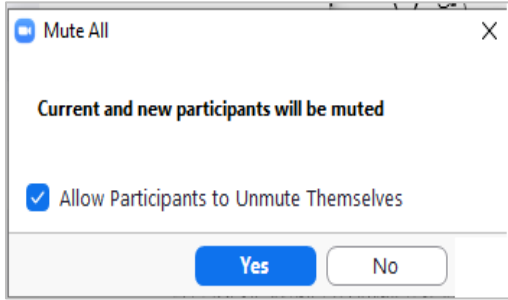 Mute All
Current and new participants will be muted
Allow Participants to Unmute Themselves
Yes
No